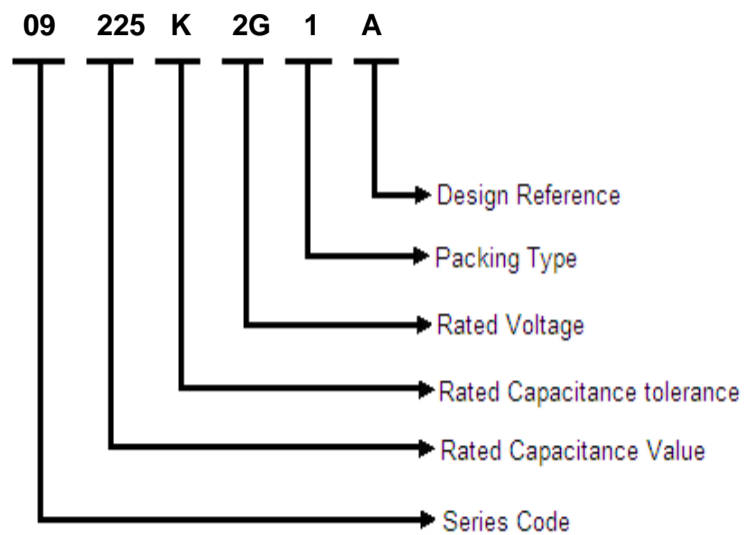 09 225 K 2G 1 A
Design Reference
Packing Type
Rated Voltage
Rated Capacitance tolerance
Rated Capacitance Value
Series Code